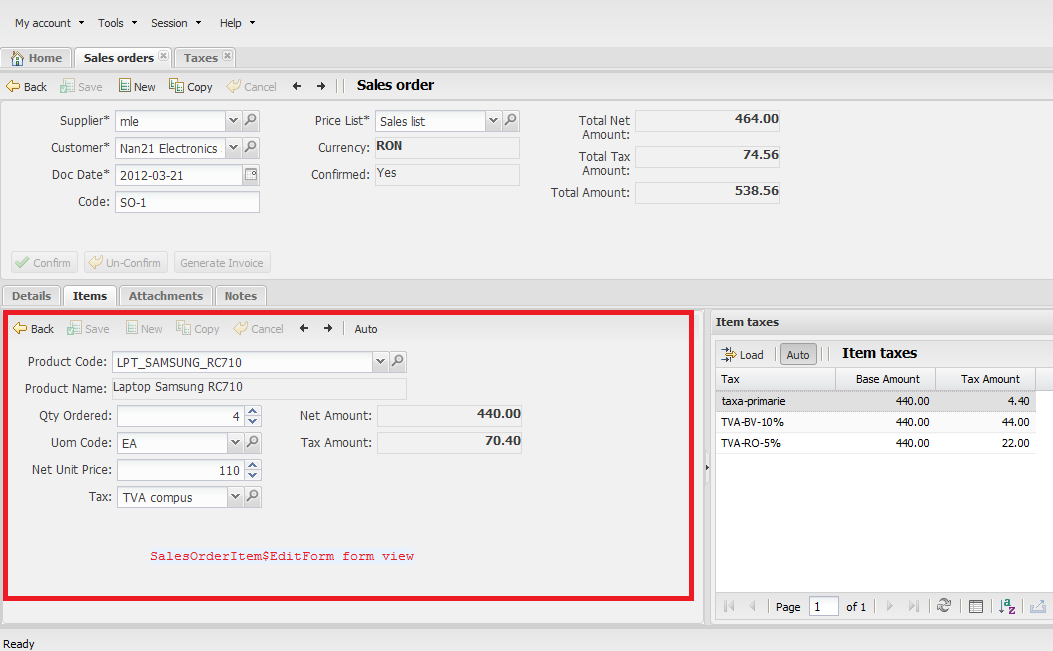 My account Tools Session Help
Home Sales orders Taxes
Back Save New Copy Cancel Sales order
Supplier* mle Price List* Sales list Total Net Amount: 464.00
Customer* Nan21 Electronics Currency: RON Total Tax Amount: 74.56
Doc Date* 2012-03-21 Confirmed: Yes Total Amount: 538.56
Code: SO-1
Confirm Un-Confirm Generate Invoice
Details Items Attachments Notes
Back Save New Copy Cancel Auto
Product Code: LPT_SAMSUNG_RC710
Product Name: Laptop Samsung RC710
Qty Ordered: 4 Net Amount: 440.00
Uom Code: EA Tax Amount: 70.40
Net Unit Price: 110
Tax: TVA compus
SalesOrderItem$EditForm form view
Item taxes
Load Auto Item taxes
Tax Base Amount Tax Amount
taxa-primarie 440.00 4.40
TVA-BV-10% 440.00 44.00
TVA-RO-5% 440.00 22.00
Page 1 of 1
Ready